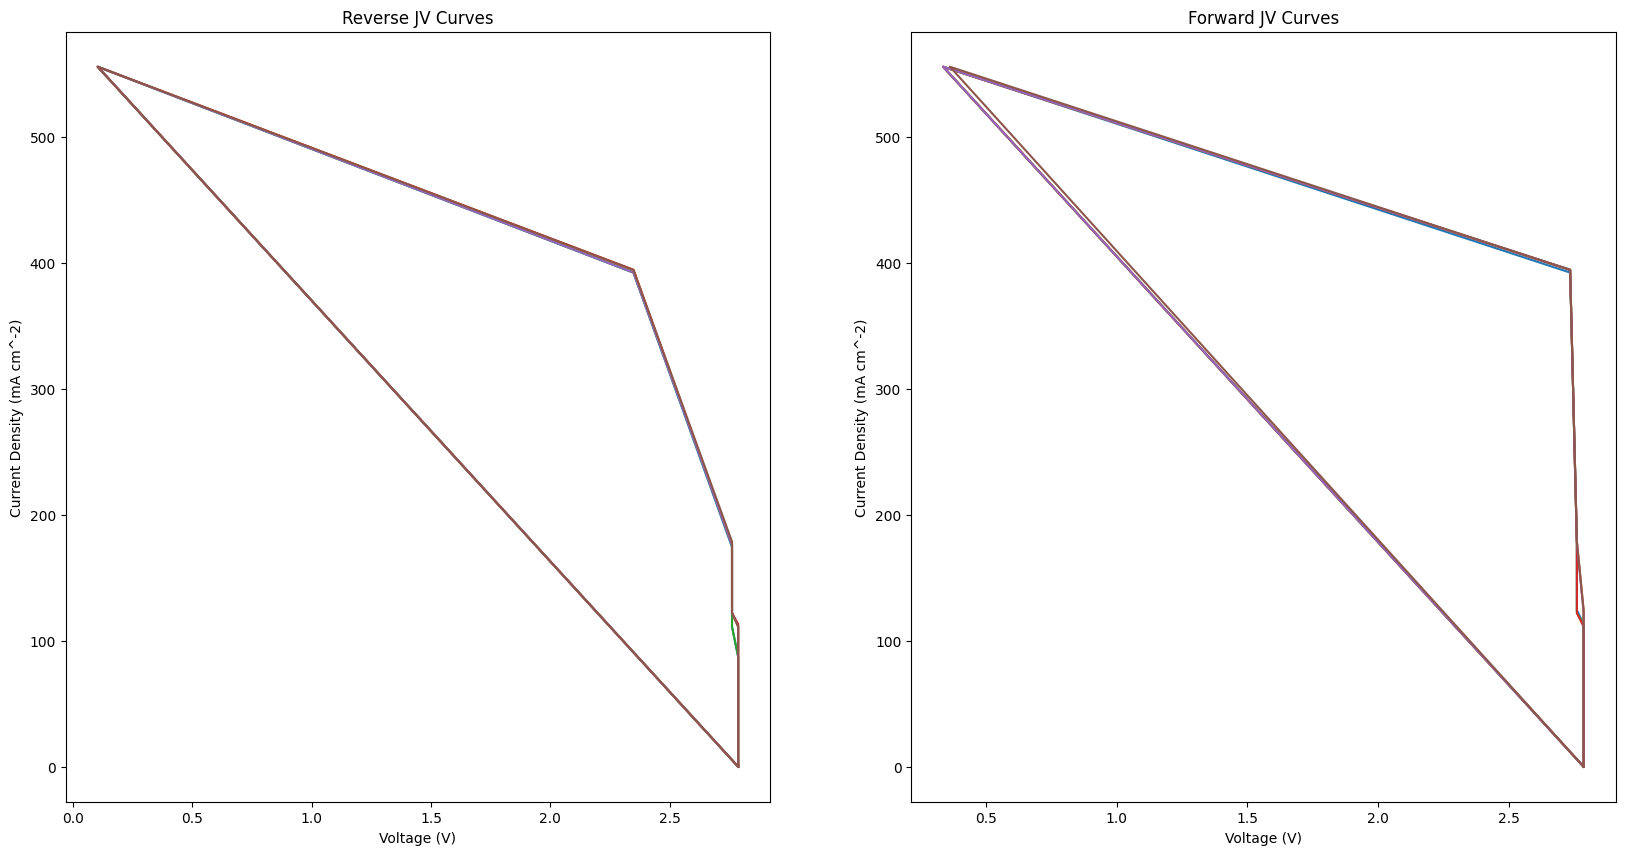 Reverse JV Curves
500
400
300
200
100
0
Current Density (mA cm^-2)
0.0 0.5 1.0 1.5 2.0 2.5
Voltage (V)
Forward JV Curves
500
400
300
200
100
0
Current Density (mA cm^-2)
0.5 1.0 1.5 2.0 2.5
Voltage (V)